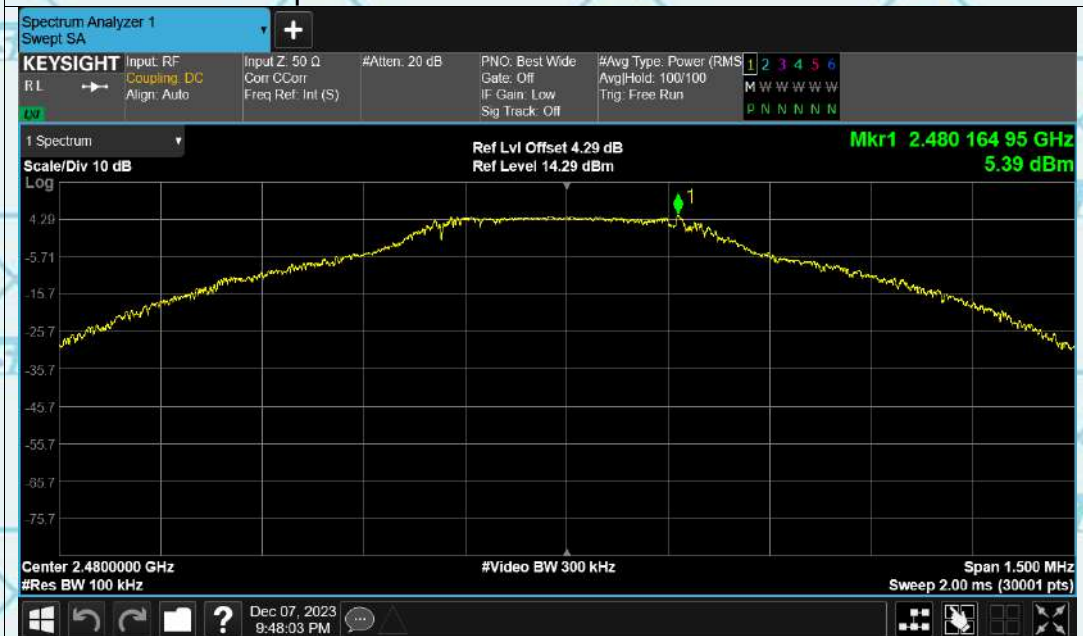 Spectrum Analyzer 1
Swept SA
+
KEYSIGHT
R L
LXI
Input: RF
Coupling: DC
Align: Auto
Input Z: 50 Ω
Corr CCorr
Freq Ref: Int (S)
#Atten: 20 dB
PNO: Best Wide
Gate: Off
IF Gain: Low
Sig Track: Off
#Avg Type: Power (RMS
Avg|Hold: 100/100
Trig: Free Run
1 2 3 4 5 6
M W W W W W
P N N N N N
1 Spectrum
Scale/Div 10 dB
Log
Ref Lvl Offset 4.29 dB
Ref Level 14.29 dBm
Mkr1 2.480 164 95 GHz
5.39 dBm
1
4.29
-5.71
-15.7
-25.7
-35.7
-45.7
-55.7
-65.7
-75.7
Center 2.4800000 GHz
#Res BW 100 kHz
#Video BW 300 kHz
Span 1.500 MHz
Sweep 2.00 ms (30001 pts)
?
Dec 07, 2023
9:48:03 PM